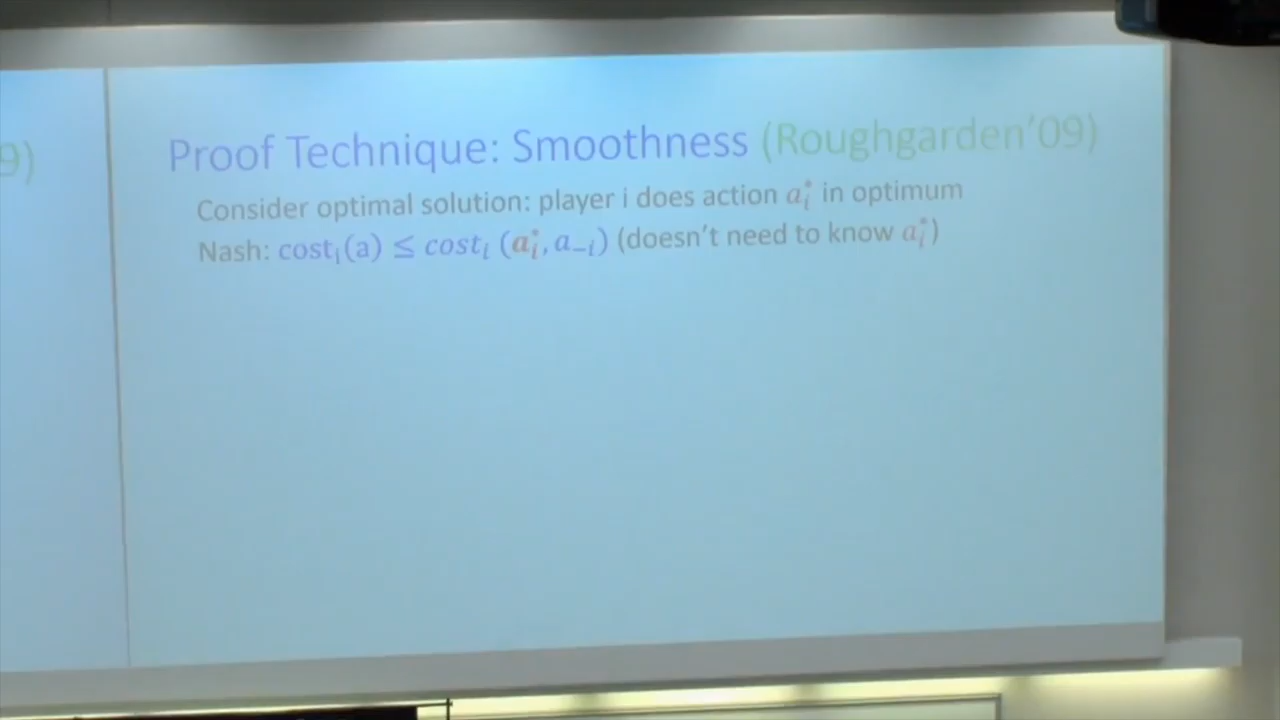 9)
Proof Technique: Smoothness (Roughgarden'09)
Consider optimal solution: player i does action a_i^* in optimum
Nash: cost_i(a) ≤ cost_i (a_i^*, a_{-i}) (doesn't need to know a_i^*)